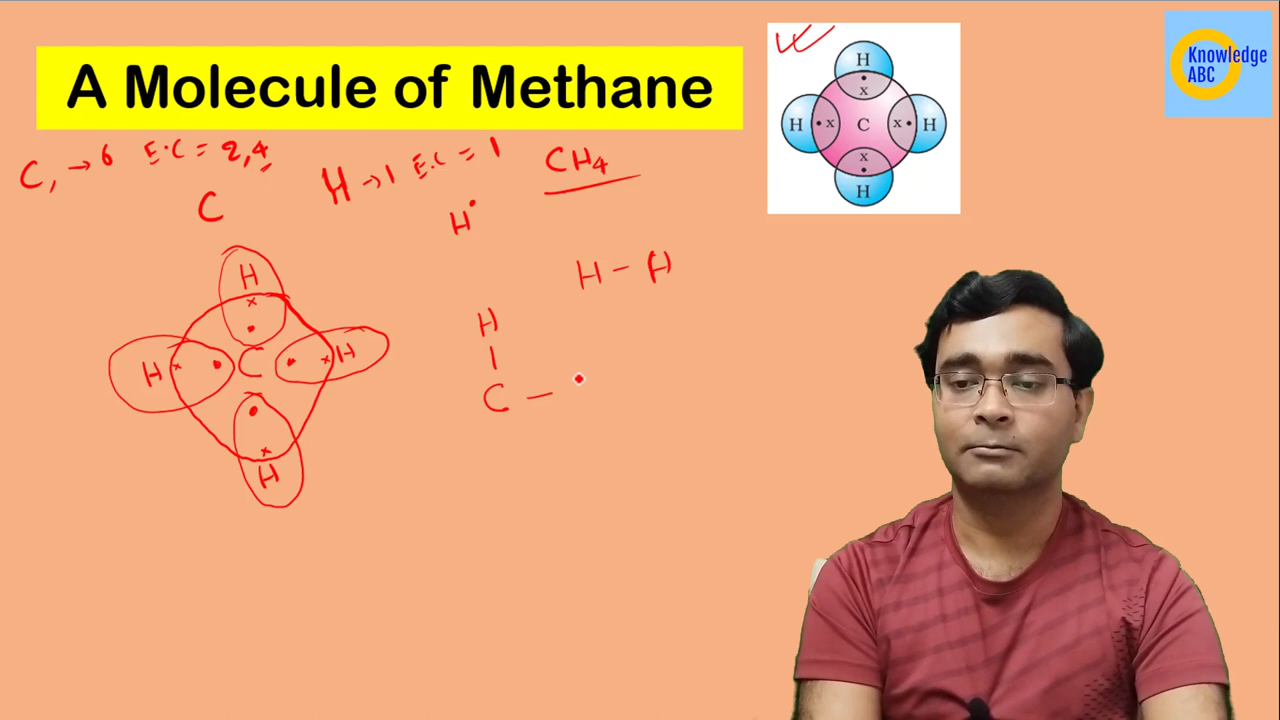 A Molecule of Methane
Knowledge
ABC
H
x
H x C x H
x
H
C, → 6 E.C = 2,4
H → 1 E.C = 1
CH4
C
H•
H – H
H
x
•
H x • C • x H
•
x
H
H
|
C –